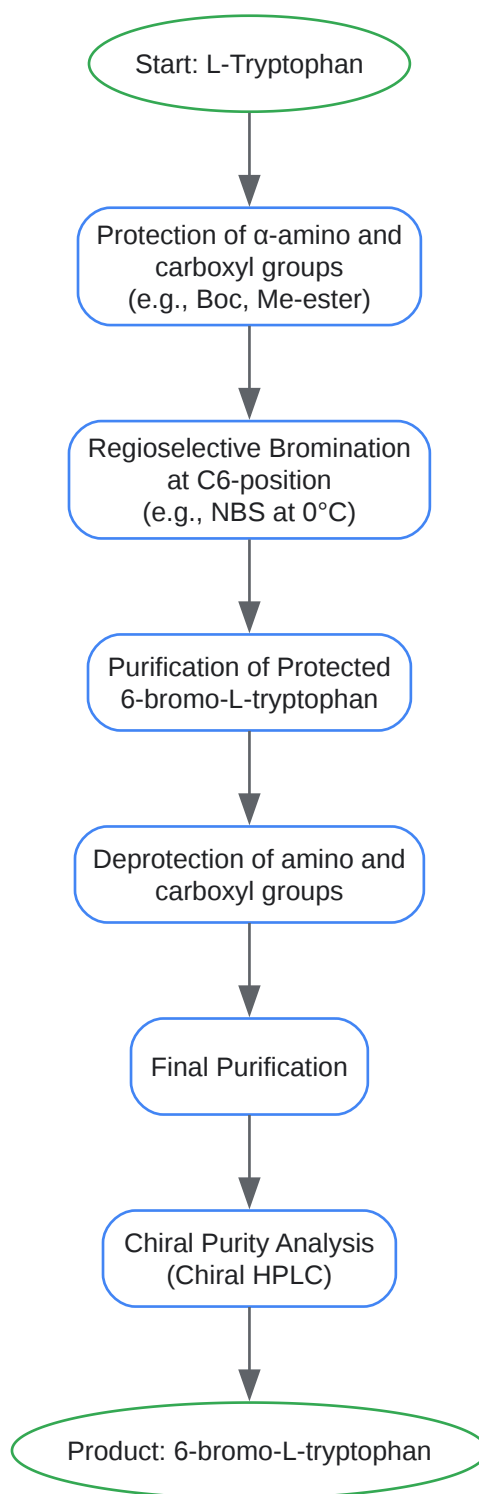 Start: L-Tryptophan
Protection of α-amino and
carboxyl groups
(e.g., Boc, Me-ester)
Regioselective Bromination
at C6-position
(e.g., NBS at 0°C)
Purification of Protected
6-bromo-L-tryptophan
Deprotection of amino and
carboxyl groups
Final Purification
Chiral Purity Analysis
(Chiral HPLC)
Product: 6-bromo-L-tryptophan